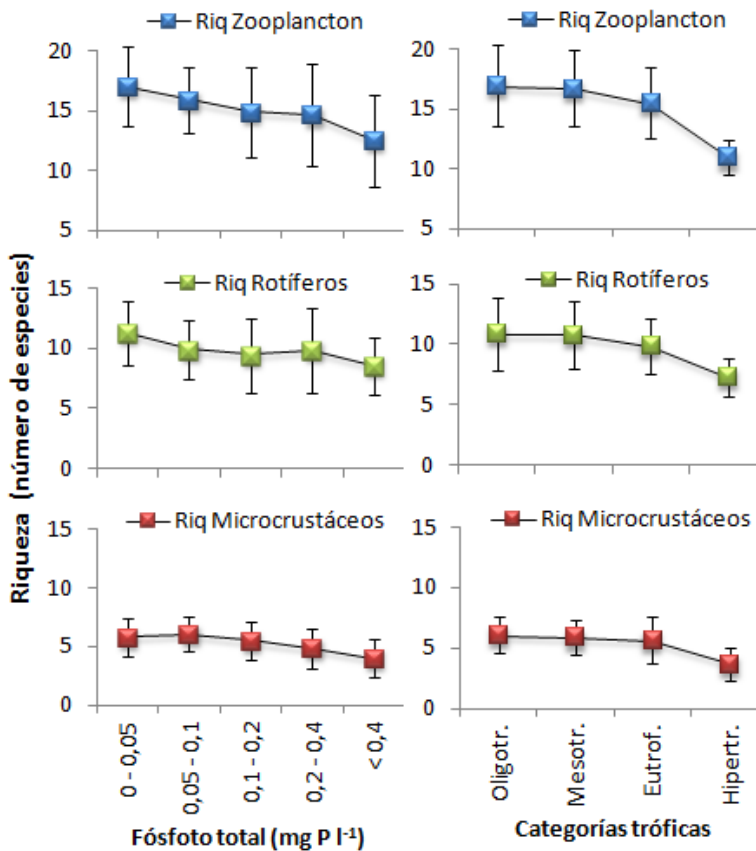 Riq Zooplancton
20
15
10
5
Riq Zooplancton
20
15
10
5
Riqueza (número de especies)
Riq Rotíferos
15
10
5
0
Riq Rotíferos
15
10
5
0
Riq Microcrustáceos
15
10
5
0
Riq Microcrustáceos
15
10
5
0
0 - 0,05
0,05 - 0,1
0,1 - 0,2
0,2 - 0,4
< 0,4
Fósfoto total (mg P l⁻¹)
Oligotr.
Mesotr.
Eutrof.
Hipertr.
Categorías tróficas